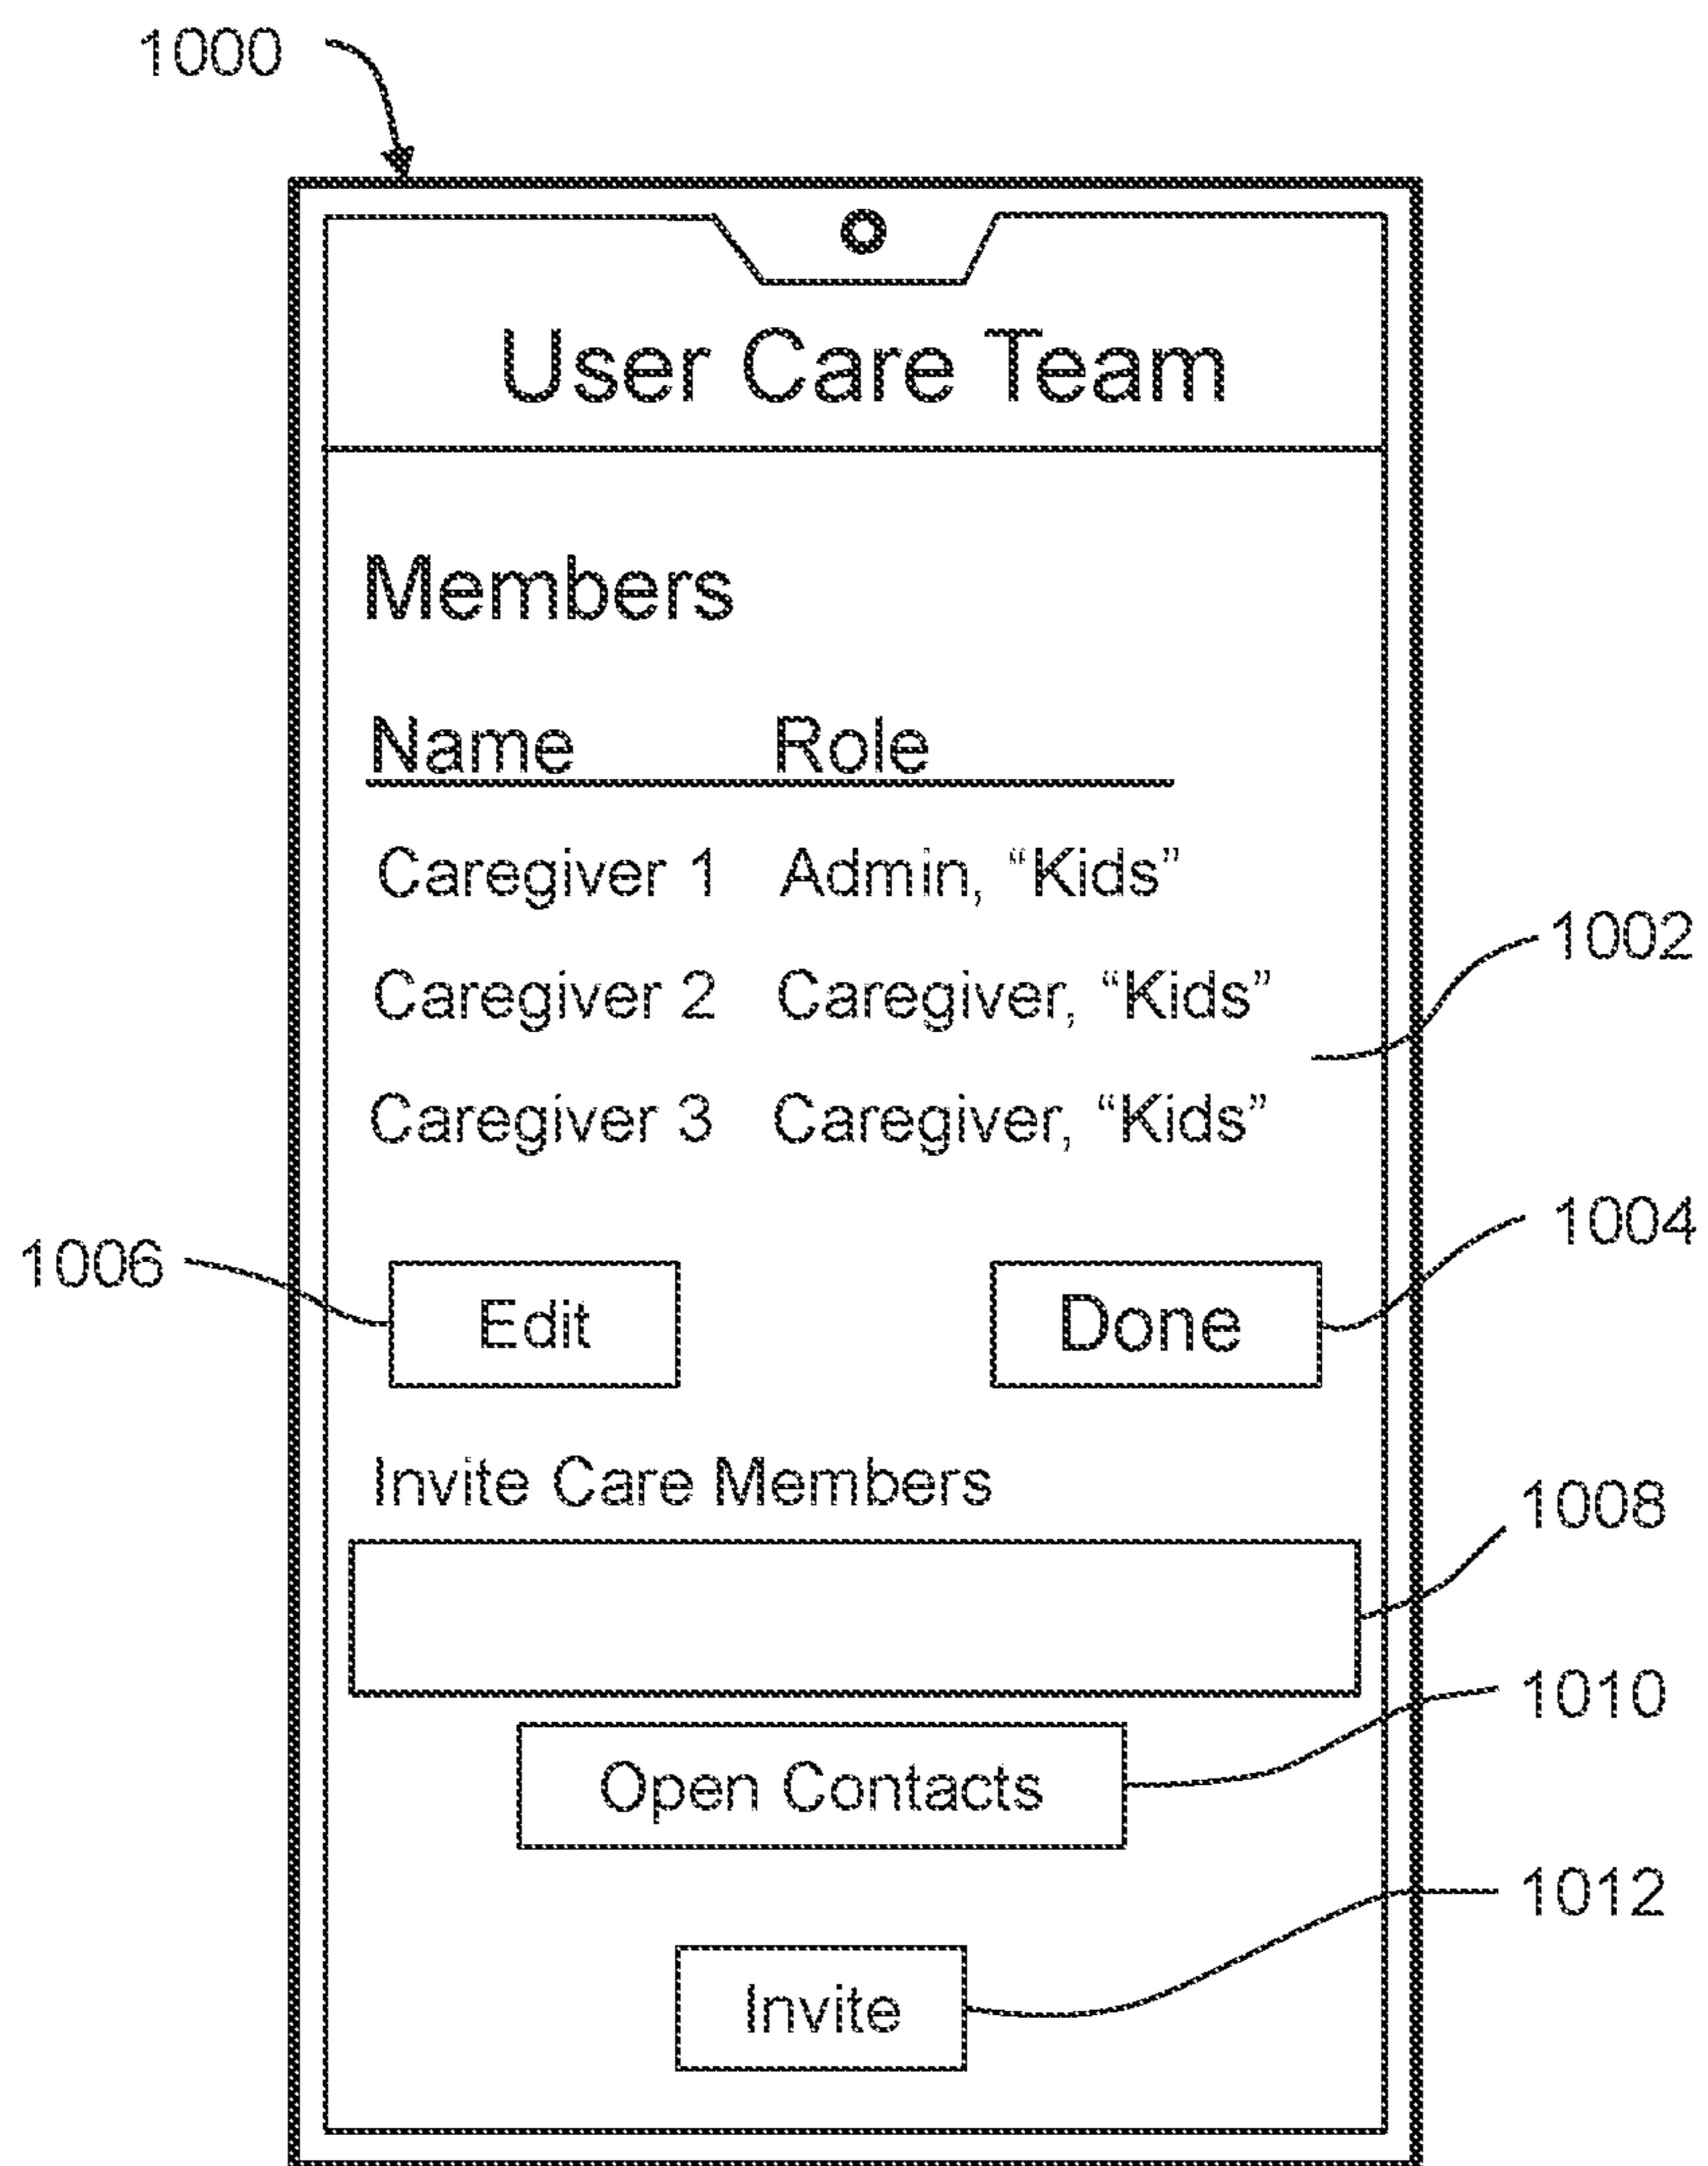 1000
User Care Team
Members
Name Role
Caregiver 1 Admin, “Kids”
1002
Caregiver 2 Caregiver, “Kids”
Caregiver 3 Caregiver, “Kids”
1004
1006
Edit Done
Invite Care Members
1008
1010
Open Contacts
1012
Invite